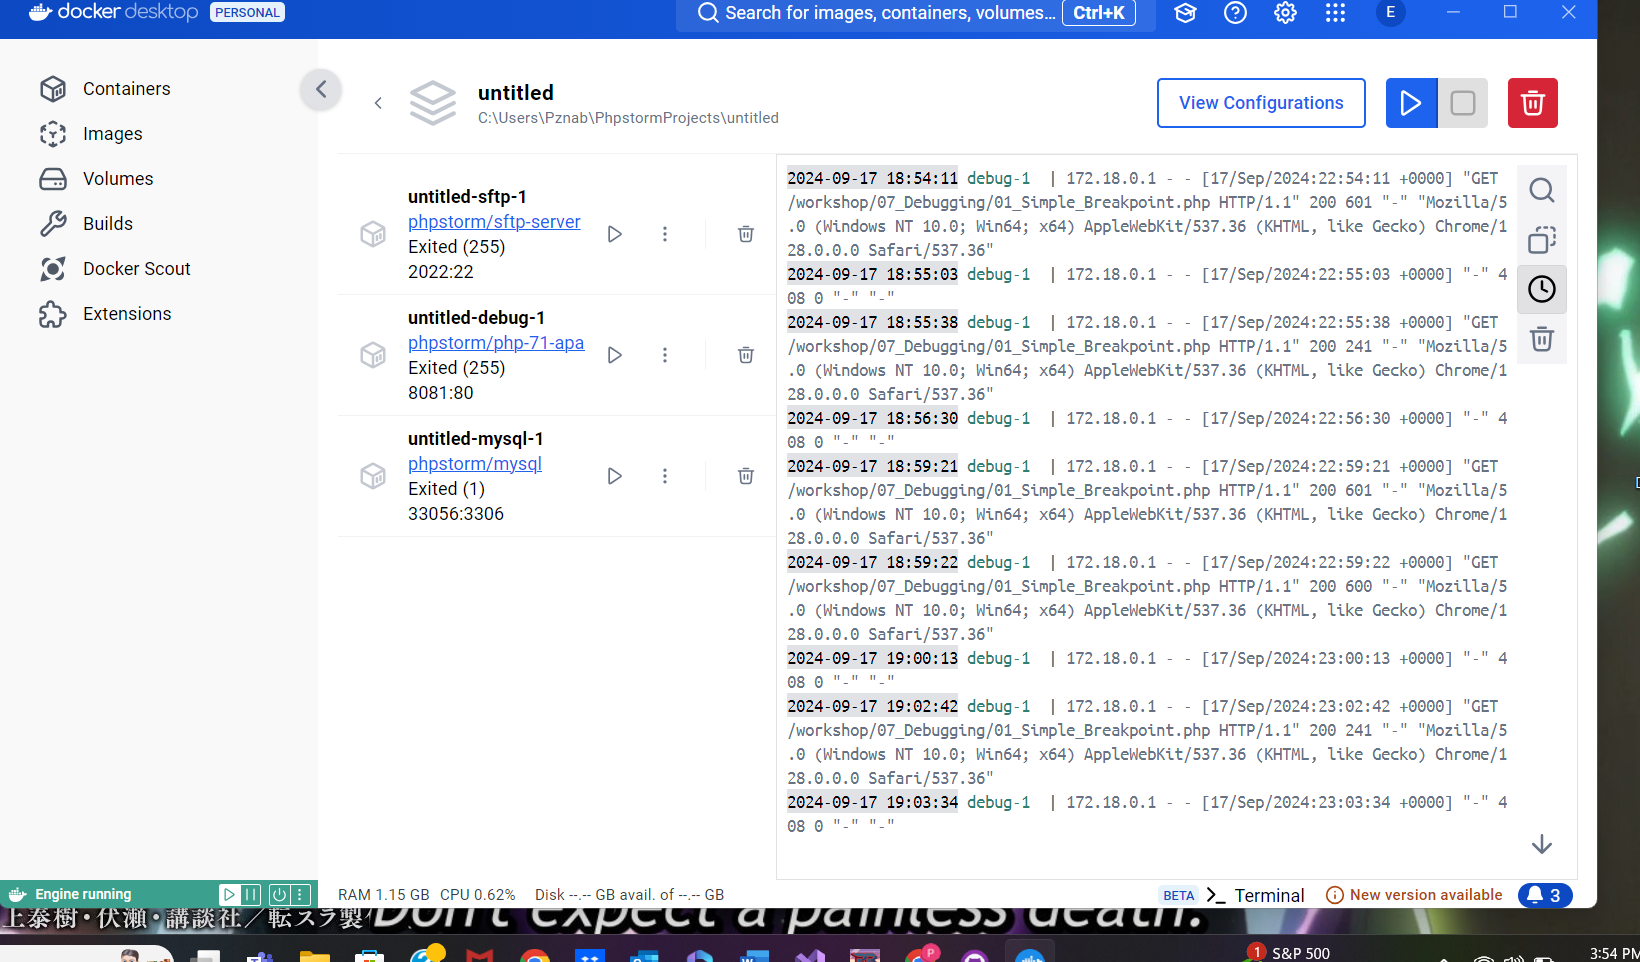 docker desktop PERSONAL
Search for images, containers, volumes... Ctrl+K
E
Containers
Images
Volumes
Builds
Docker Scout
Extensions
untitled
C:\Users\Pznab\PhpstormProjects\untitled
View Configurations
untitled-sftp-1
phpstorm/sftp-server
Exited (255)
2022:22
untitled-debug-1
phpstorm/php-71-apa
Exited (255)
8081:80
untitled-mysql-1
phpstorm/mysql
Exited (1)
33056:3306
2024-09-17 18:54:11 debug-1  | 172.18.0.1 - - [17/Sep/2024:22:54:11 +0000] "GET
/workshop/07_Debugging/01_Simple_Breakpoint.php HTTP/1.1" 200 601 "-" "Mozilla/5
.0 (Windows NT 10.0; Win64; x64) AppleWebKit/537.36 (KHTML, like Gecko) Chrome/1
28.0.0.0 Safari/537.36"
2024-09-17 18:55:03 debug-1  | 172.18.0.1 - - [17/Sep/2024:22:55:03 +0000] "-" 4
08 0 "-" "-"
2024-09-17 18:55:38 debug-1  | 172.18.0.1 - - [17/Sep/2024:22:55:38 +0000] "GET
/workshop/07_Debugging/01_Simple_Breakpoint.php HTTP/1.1" 200 241 "-" "Mozilla/5
.0 (Windows NT 10.0; Win64; x64) AppleWebKit/537.36 (KHTML, like Gecko) Chrome/1
28.0.0.0 Safari/537.36"
2024-09-17 18:56:30 debug-1  | 172.18.0.1 - - [17/Sep/2024:22:56:30 +0000] "-" 4
08 0 "-" "-"
2024-09-17 18:59:21 debug-1  | 172.18.0.1 - - [17/Sep/2024:22:59:21 +0000] "GET
/workshop/07_Debugging/01_Simple_Breakpoint.php HTTP/1.1" 200 601 "-" "Mozilla/5
.0 (Windows NT 10.0; Win64; x64) AppleWebKit/537.36 (KHTML, like Gecko) Chrome/1
28.0.0.0 Safari/537.36"
2024-09-17 18:59:22 debug-1  | 172.18.0.1 - - [17/Sep/2024:22:59:22 +0000] "GET
/workshop/07_Debugging/01_Simple_Breakpoint.php HTTP/1.1" 200 600 "-" "Mozilla/5
.0 (Windows NT 10.0; Win64; x64) AppleWebKit/537.36 (KHTML, like Gecko) Chrome/1
28.0.0.0 Safari/537.36"
2024-09-17 19:00:13 debug-1  | 172.18.0.1 - - [17/Sep/2024:23:00:13 +0000] "-" 4
08 0 "-" "-"
2024-09-17 19:02:42 debug-1  | 172.18.0.1 - - [17/Sep/2024:23:02:42 +0000] "GET
/workshop/07_Debugging/01_Simple_Breakpoint.php HTTP/1.1" 200 241 "-" "Mozilla/5
.0 (Windows NT 10.0; Win64; x64) AppleWebKit/537.36 (KHTML, like Gecko) Chrome/1
28.0.0.0 Safari/537.36"
2024-09-17 19:03:34 debug-1  | 172.18.0.1 - - [17/Sep/2024:23:03:34 +0000] "-" 4
08 0 "-" "-"
Engine running
RAM 1.15 GB CPU 0.62% Disk --.-- GB avail. of --.-- GB
BETA >_ Terminal New version available 3
上泰樹・伏瀬・講談社／転スラ製
Don't expect a painless death.
P
1 S&P 500
3:54 PM